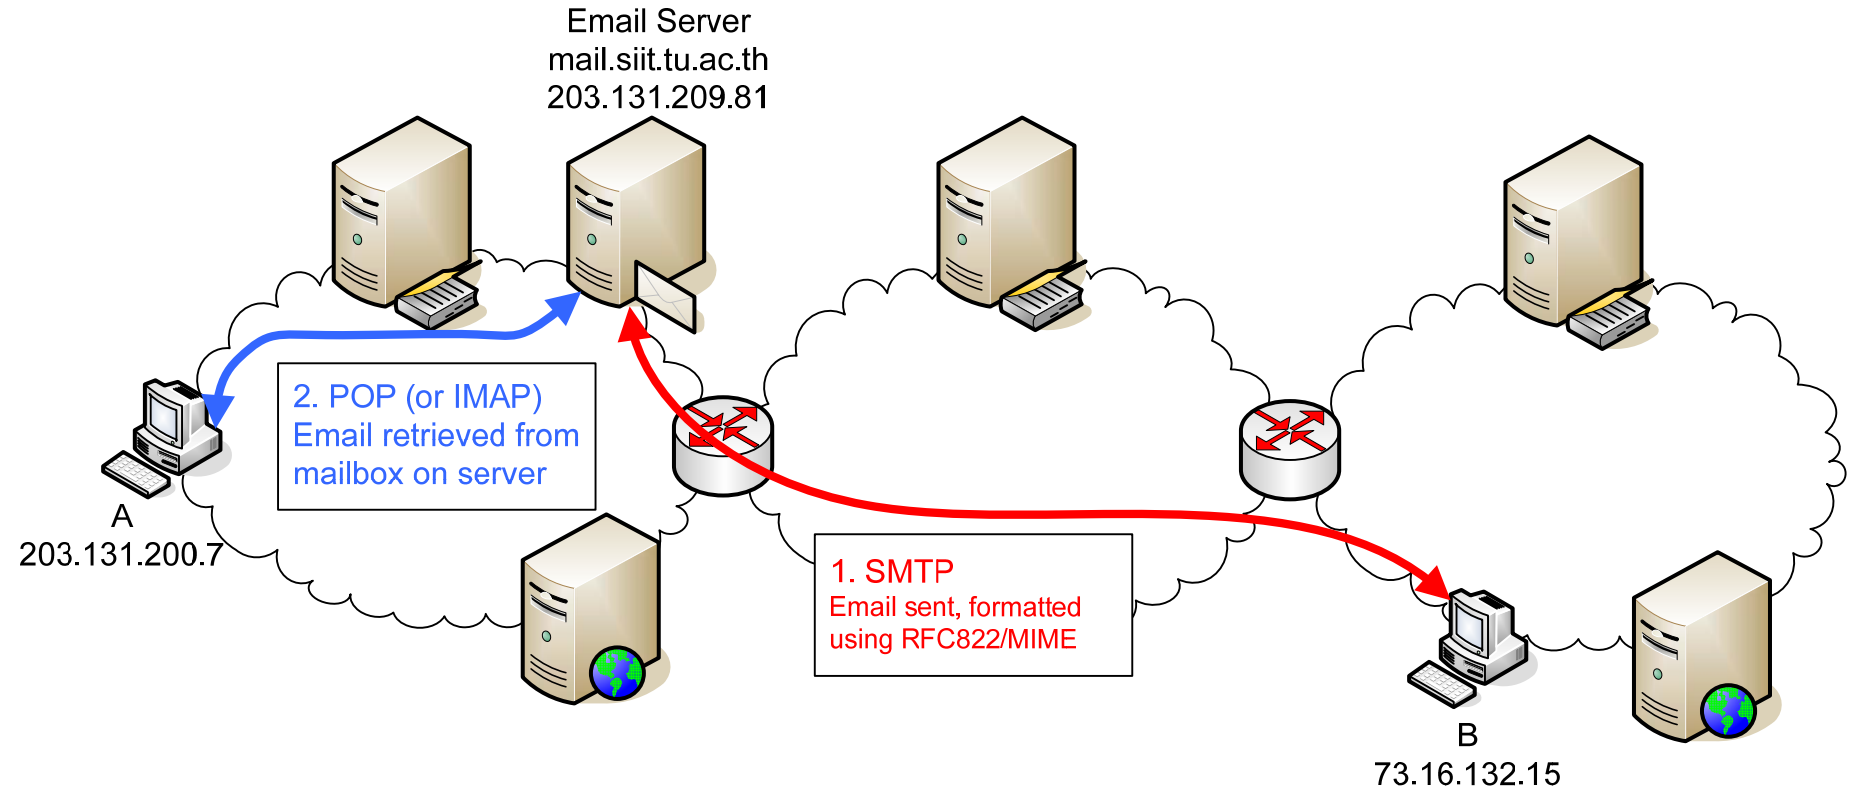 Email Server
mail.siit.tu.ac.th
203.131.209.81
2. POP (or IMAP)
Email retrieved from
mailbox on server
A
203.131.200.7
1. SMTP
Email sent, formatted
using RFC822/MIME
B
73.16.132.15